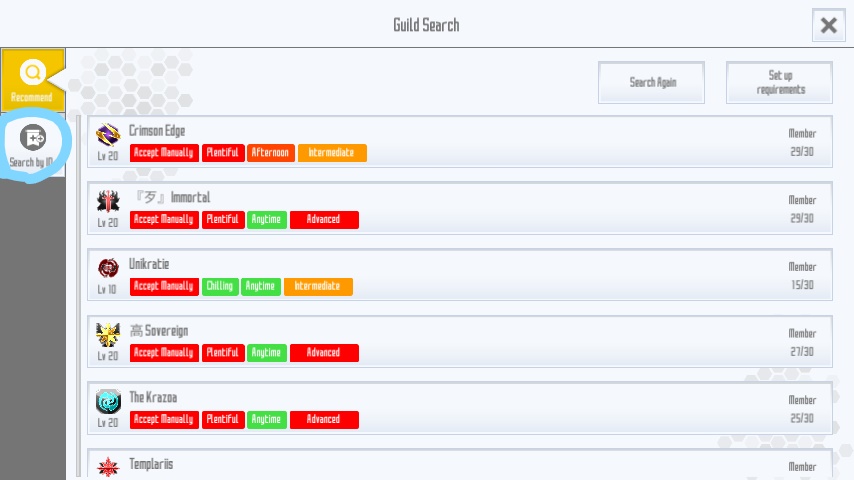 Guild Search
Recommend
Search by ID
Search Again
Set up
requirements
Crimson Edge
Lv 20
Accept Manually Plentiful Afternoon Intermediate
Member
29/30
『歹』Immortal
Lv 20
Accept Manually Plentiful Anytime Advanced
Member
29/30
Unikratie
Lv 10
Accept Manually Chilling Anytime Intermediate
Member
15/30
高 Sovereign
Lv 20
Accept Manually Plentiful Anytime Advanced
Member
27/30
The Krazoa
Lv 20
Accept Manually Plentiful Anytime Advanced
Member
25/30
Templariis
Member